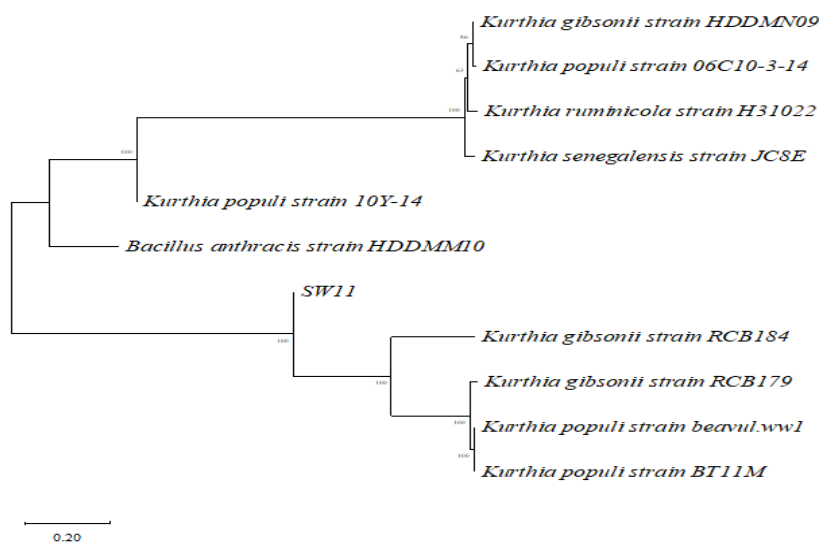 Kurthia gibsonii strain HDDMN09
86
Kurthia populi strain 06C10-3-14
63
Kurthia ruminicola strain H31022
100
Kurthia senegalensis strain JC8E
100
Kurthia populi strain 10Y-14
Bacillus anthracis strain HDDMM10
SW11
Kurthia gibsonii strain RCB184
100
100
Kurthia gibsonii strain RCB179
100
Kurthia populi strain beavul.ww1
100
Kurthia populi strain BT11M
0.20